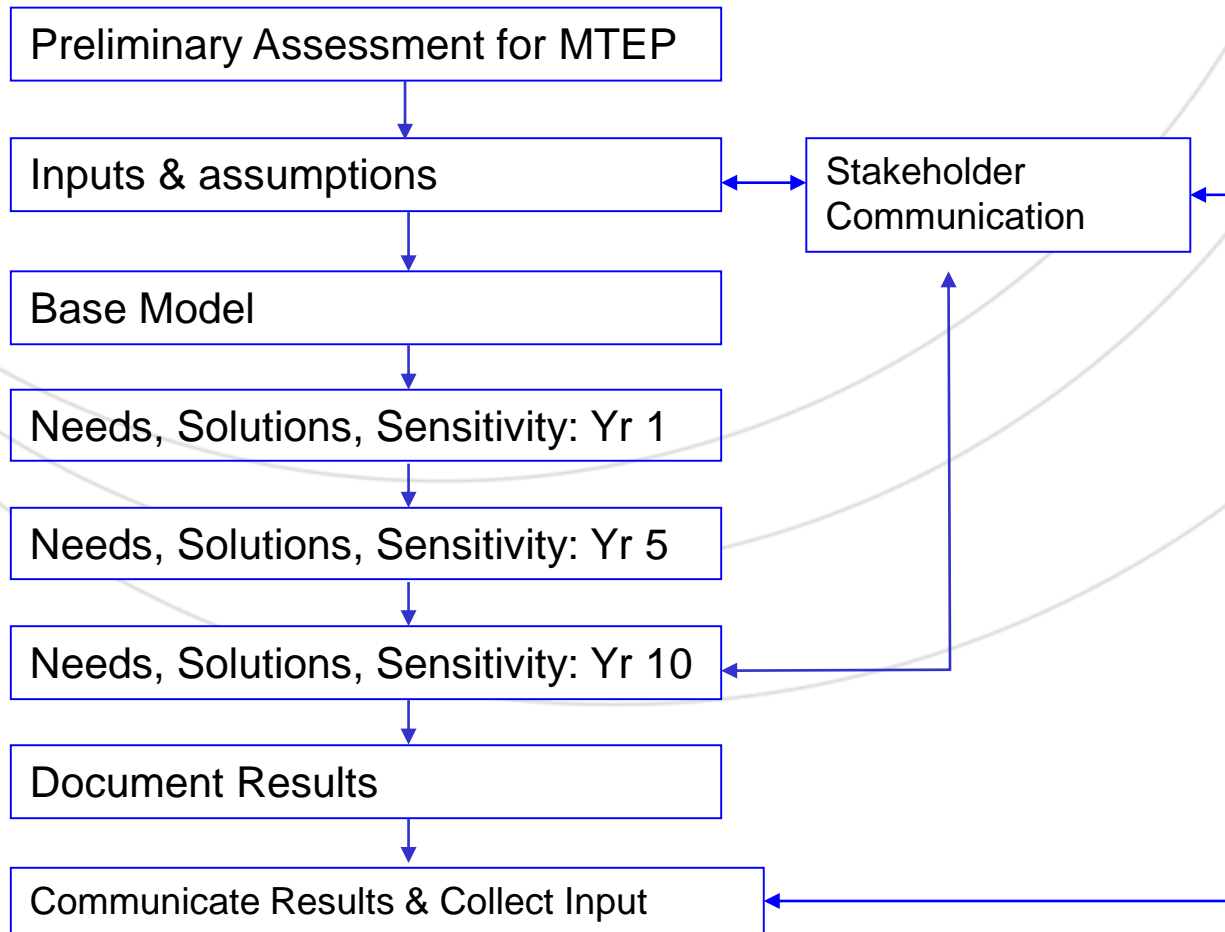 Preliminary Assessment for MTEP
Inputs & assumptions
Stakeholder
Communication
Base Model
Needs, Solutions, Sensitivity: Yr 1
Needs, Solutions, Sensitivity: Yr 5
Needs, Solutions, Sensitivity: Yr 10
Document Results
Communicate Results & Collect Input